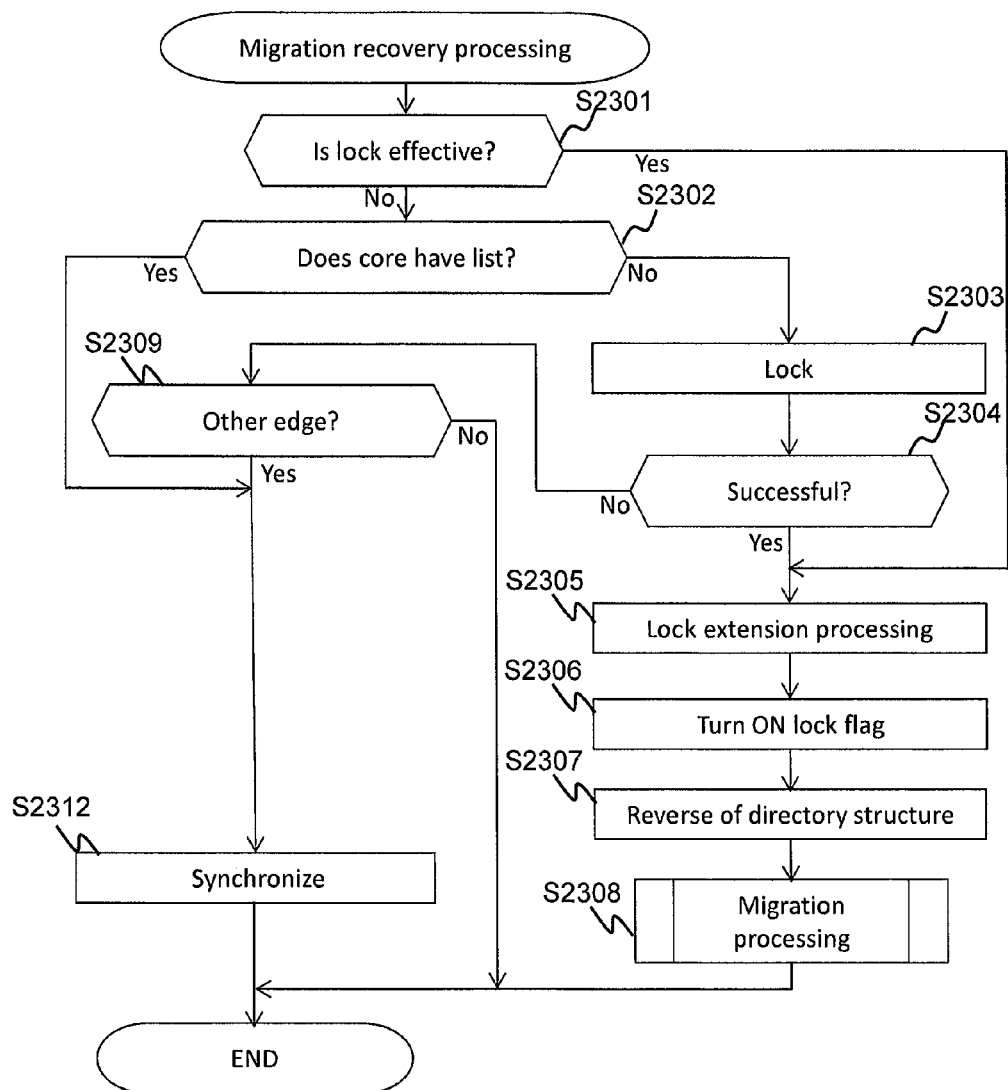 Migration recovery processing
S2301
Is lock effective?
Yes
No
S2302
Does core have list?
Yes
No
S2303
Lock
S2309
Other edge?
No
Yes
S2304
Successful?
No
Yes
S2305
Lock extension processing
S2306
Turn ON lock flag
S2307
Reverse of directory structure
S2312
Synchronize
S2308
Migration
processing
END